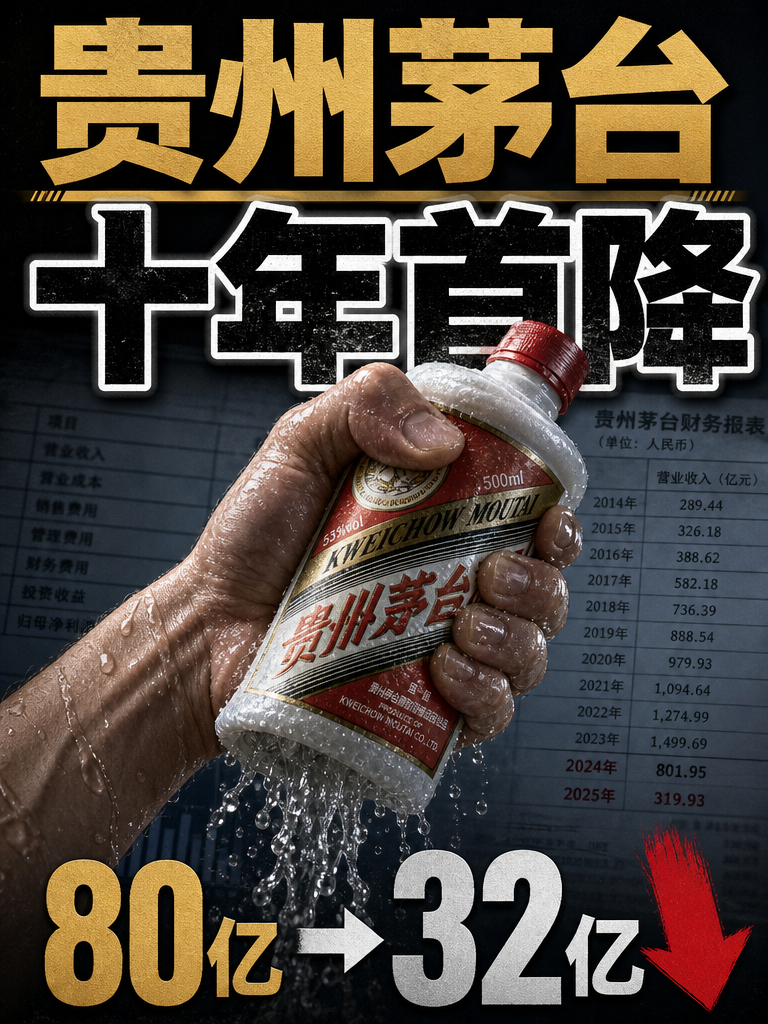 贵州茅台
十年首降
项目
营业收入
营业成本
销售费用
管理费用
财务费用
投资收益
归母净利
53%vol
500ml
KWEICHOW MOUTAI
贵州茅台
KWEICHOW MOUTAI CO.,LTD.
贵州茅台财务报表
(单位:人民币)
营业收入(亿元)
2014年 289.44
2015年 326.18
2016年 388.62
2017年 582.18
2018年 736.39
2019年 888.54
2020年 979.93
2021年 1,094.64
2022年 1,274.99
2023年 1,499.69
2024年 801.95
2025年 319.93
80亿 → 32亿